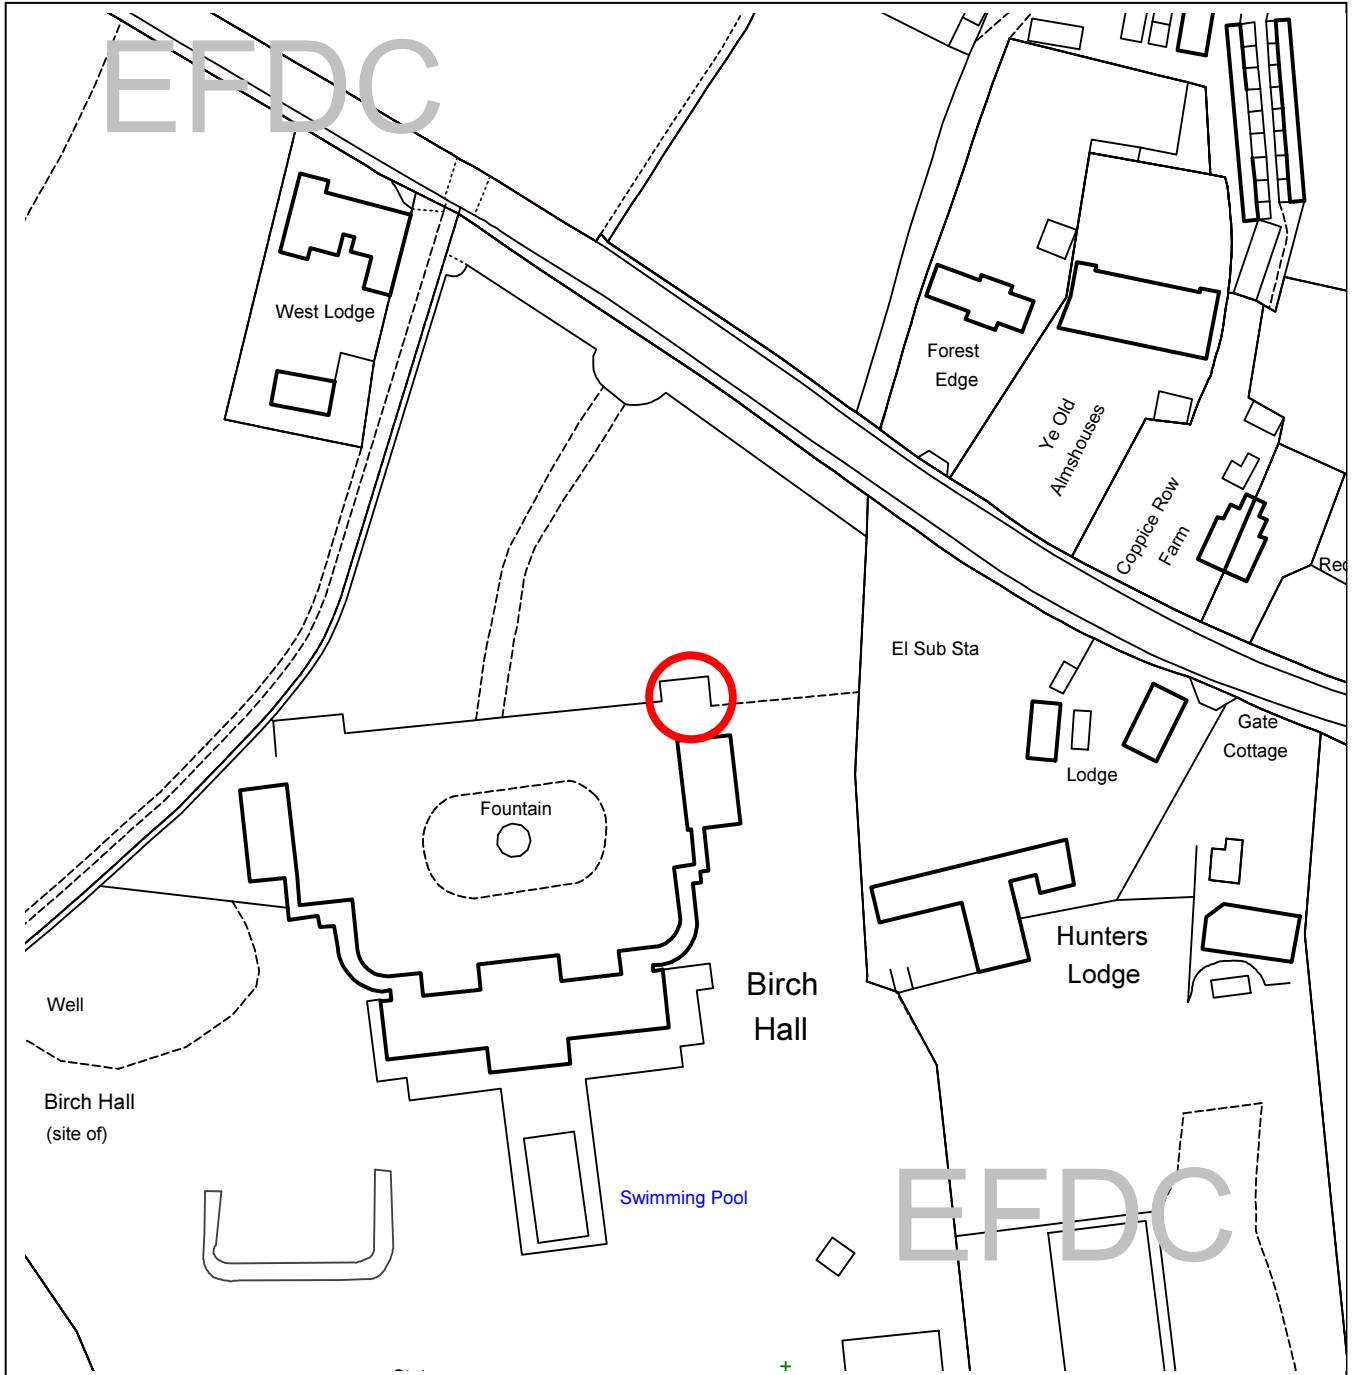 EFDC
West Lodge
Forest
Edge
Ye Old
Almshouses
Coppice Row
Farm
El Sub Sta
Gate
Cottage
Lodge
Fountain
Hunters
Lodge
Birch
Hall
Well
Birch Hall
(site of)
Swimming Pool
EFDC